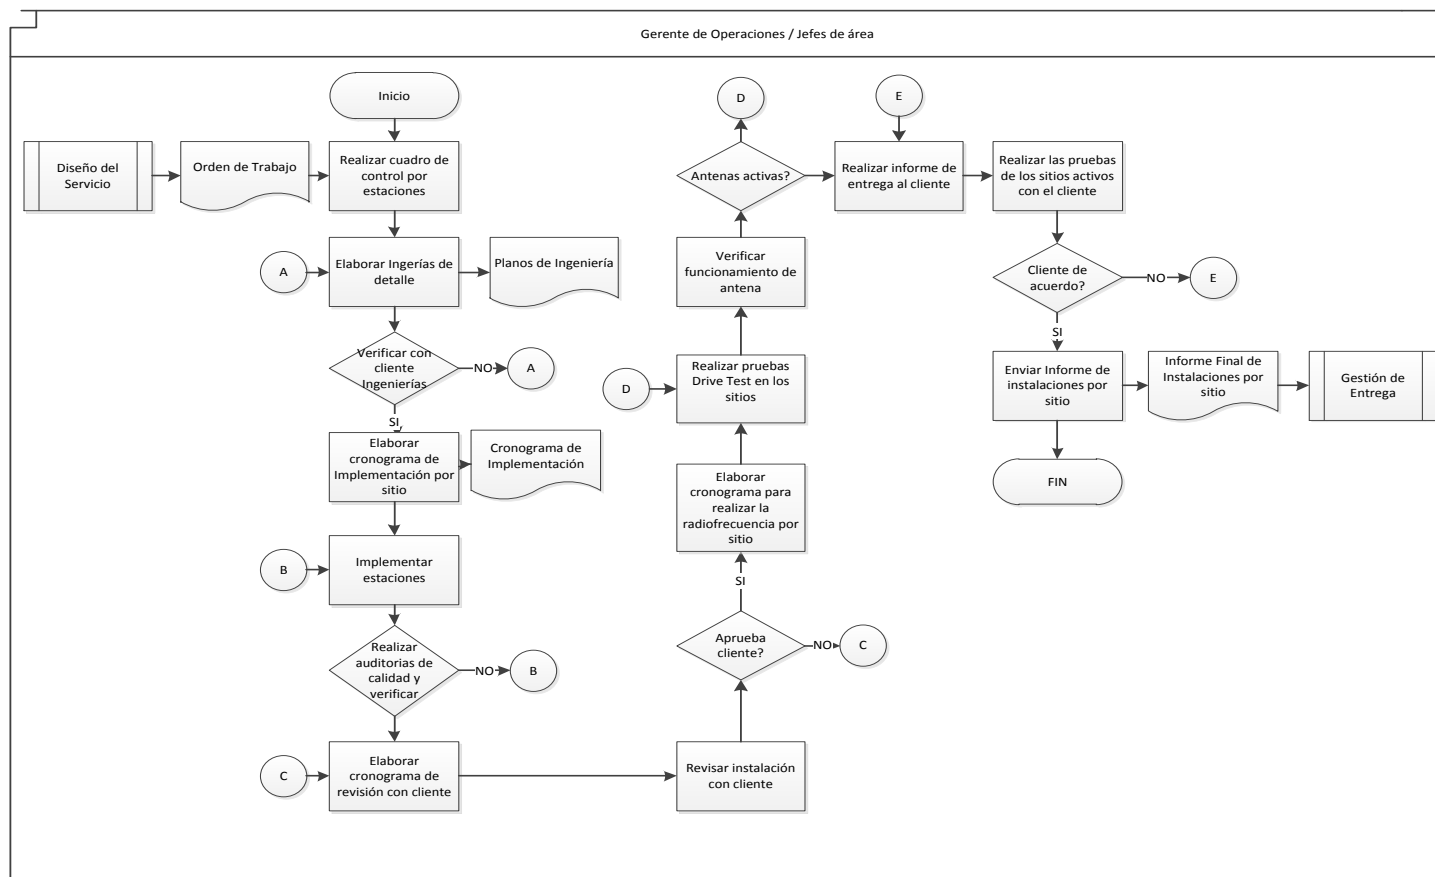 Gerente de Operaciones / Jefes de área
Inicio
Diseño del
Servicio
Orden de Trabajo
Realizar cuadro de
control por
estaciones
A
Elaborar Ingerías de
detalle
Planos de Ingeniería
Verificar con
cliente
Ingenierías
NO
A
SI
Elaborar
cronograma de
Implementación por
sitio
Cronograma de
Implementación
B
Implementar
estaciones
Realizar
auditorias de
calidad y
verificar
NO
B
C
Elaborar
cronograma de
revisión con cliente
Revisar instalación
con cliente
Aprueba
cliente?
NO
C
SI
Elaborar
cronograma para
realizar la
radiofrecuencia por
sitio
D
Realizar pruebas
Drive Test en los
sitios
Verificar
funcionamiento de
antena
Antenas activas?
D
E
Realizar informe de
entrega al cliente
Realizar las pruebas
de los sitios activos
con el cliente
Cliente de
acuerdo?
NO
E
SI
Enviar Informe de
instalaciones por
sitio
Informe Final de
Instalaciones por
sitio
Gestión de
Entrega
FIN